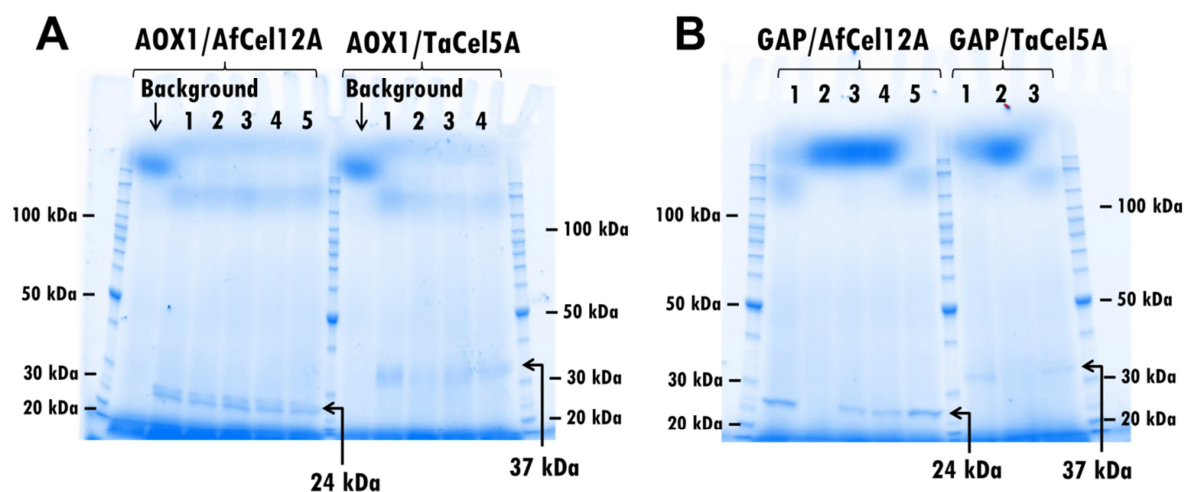 A
AOX1/AfCel12A
AOX1/TaCel5A
Background
Background
1 2 3 4 5
1 2 3 4
100 kDa
50 kDa
30 kDa
20 kDa
100 kDa
50 kDa
30 kDa
20 kDa
24 kDa
37 kDa
B
GAP/AfCel12A
GAP/TaCel5A
1 2 3 4 5
1 2 3
100 kDa
50 kDa
30 kDa
20 kDa
100 kDa
50 kDa
30 kDa
20 kDa
24 kDa
37 kDa